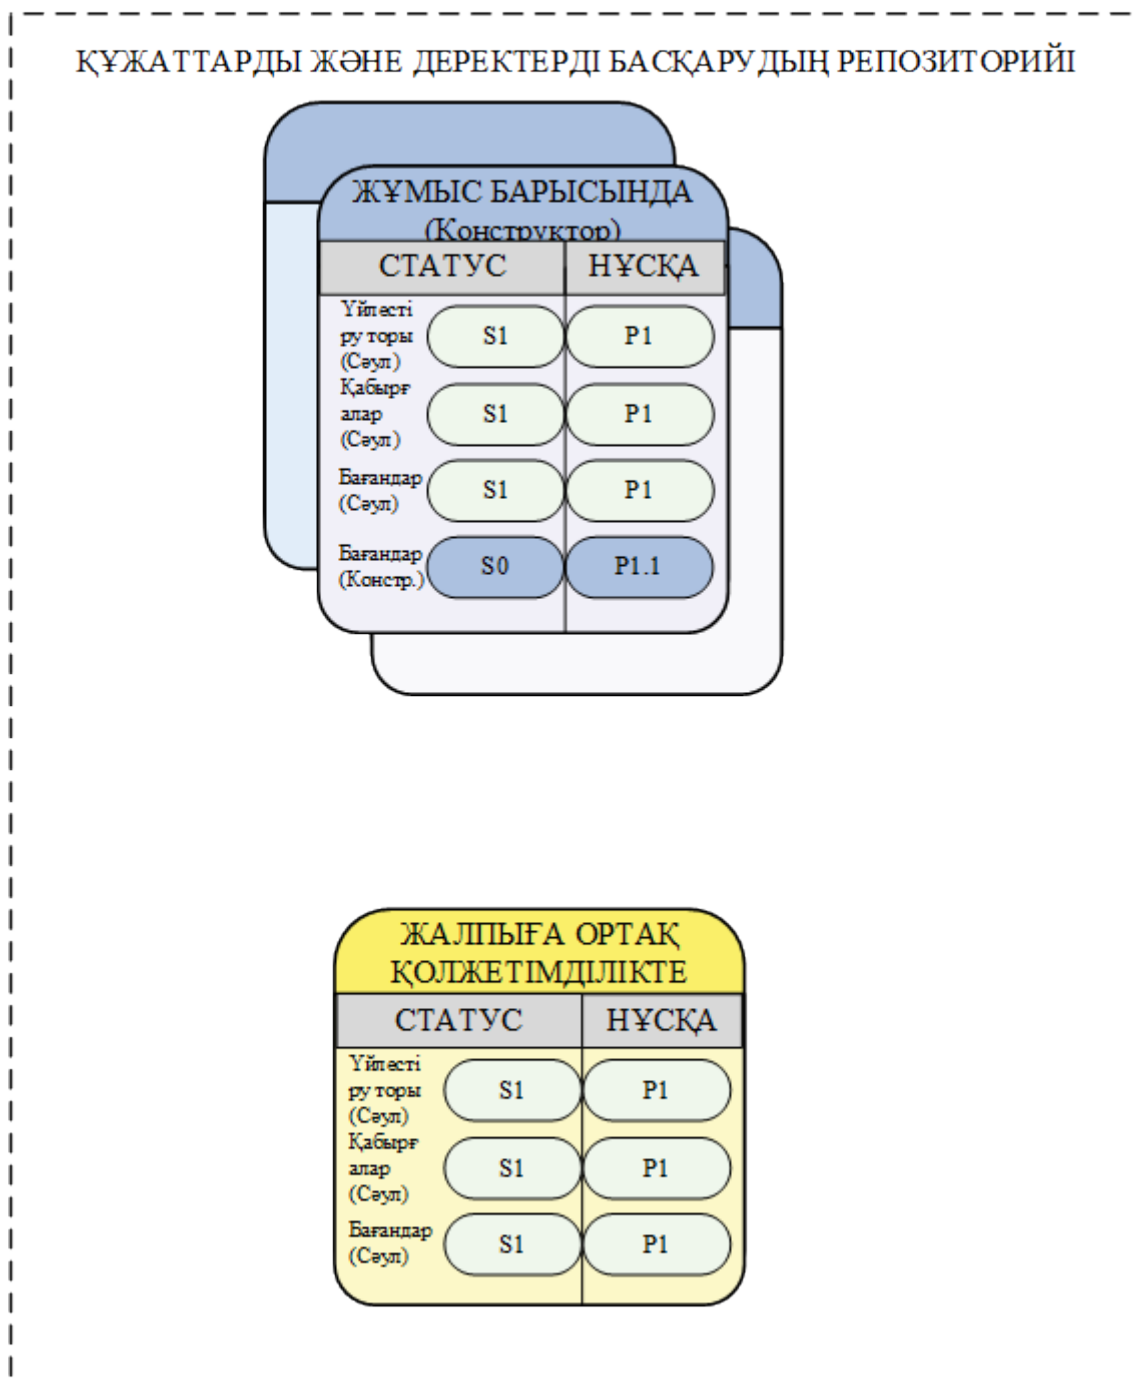 ҚҰЖАТТАРДЫ ЖӘНЕ ДЕРЕКТЕРДІ БАСҚАРУДЫҢ РЕПОЗИТОРИЙІ
ЖҰМЫС БАРЫСЫНДА
(Конструктор)
СТАТУС НҰСҚА
Үйлесті
ру торы
(Сәул)
S1 P1
Қабырғ
алар
(Сәул)
S1 P1
Бағандар
(Сәул)
S1 P1
Бағандар
(Констр.)
S0 P1.1
ЖАЛПЫҒА ОРТАҚ
ҚОЛЖЕТІМДІЛІКТЕ
СТАТУС НҰСҚА
Үйлесті
ру торы
(Сәул)
S1 P1
Қабырғ
алар
(Сәул)
S1 P1
Бағандар
(Сәул)
S1 P1